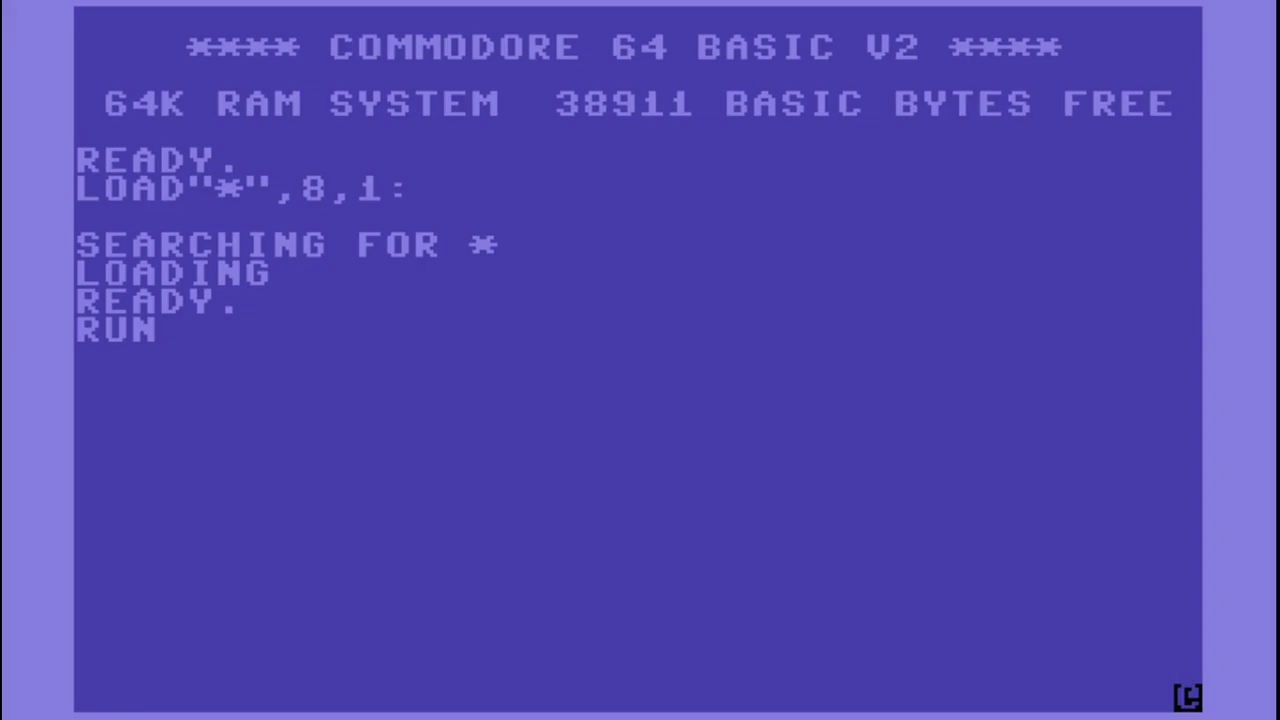 **** COMMODORE 64 BASIC V2 ****
64K RAM SYSTEM  38911 BASIC BYTES FREE
READY.
LOAD"*",8,1:
SEARCHING FOR *
LOADING
READY.
RUN